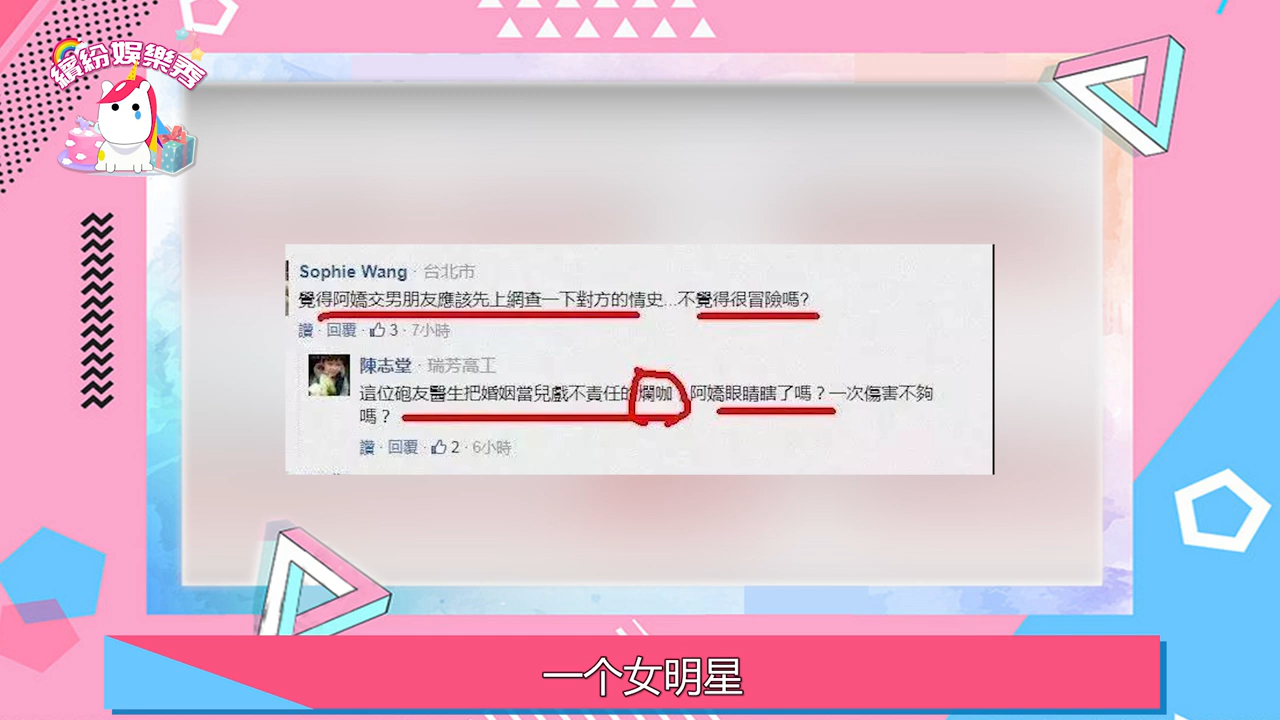 繽紛娛樂秀
Sophie Wang · 台北市
覺得阿嬌交男朋友應該先上網查一下對方的情史...不覺得很冒險嗎?
讚 · 回覆 · 3 · 7小時
陳志堂 · 瑞芳高工
這位砲友醫生把婚姻當兒戲不責任的爛咖，阿嬌眼睛瞎了嗎？一次傷害不夠
嗎？
讚 · 回覆 · 2 · 6小時
一个女明星